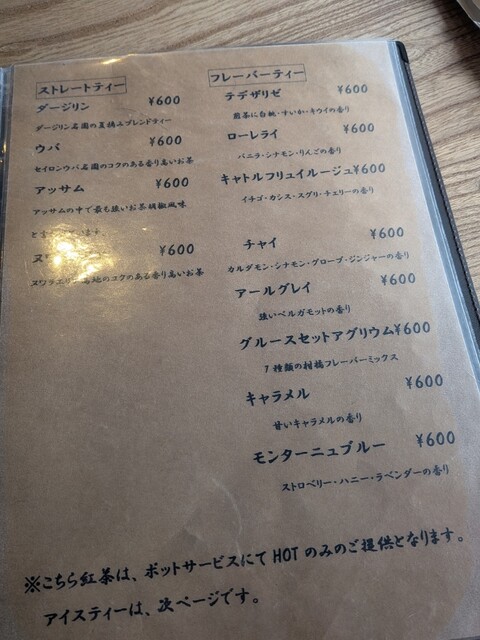 ストレートティー
ダージリン ¥600
ダージリン名園の夏摘みブレンドティー
ウバ ¥600
セイロンウバ名園のコクのある香り高いお茶
アッサム ¥600
アッサムの中で最も強いお茶胡椒風味
ヌワ ¥600
ヌワラエリ 高地のコクのある香り高いお茶
フレーバーティー
テデザリゼ ¥600
煎茶に白桃・すいか・キウイの香り
ローレライ ¥600
バニラ・シナモン・りんごの香り
キャトルフリュイルージュ ¥600
イチゴ・カシス・スグリ・チェリーの香り
チャイ ¥600
カルダモン・シナモン・グローブ・ジンジャーの香り
アールグレイ ¥600
強いベルガモットの香り
グルースセットアグリウム ¥600
7種類の柑橘フレーバーミックス
キャラメル ¥600
甘いキャラメルの香り
モンターニュブルー ¥600
ストロベリー・ハニー・ラベンダーの香り
※こちら紅茶は、ポットサービスにてHOTのみのご提供となります。
アイスティーは、次ページです。